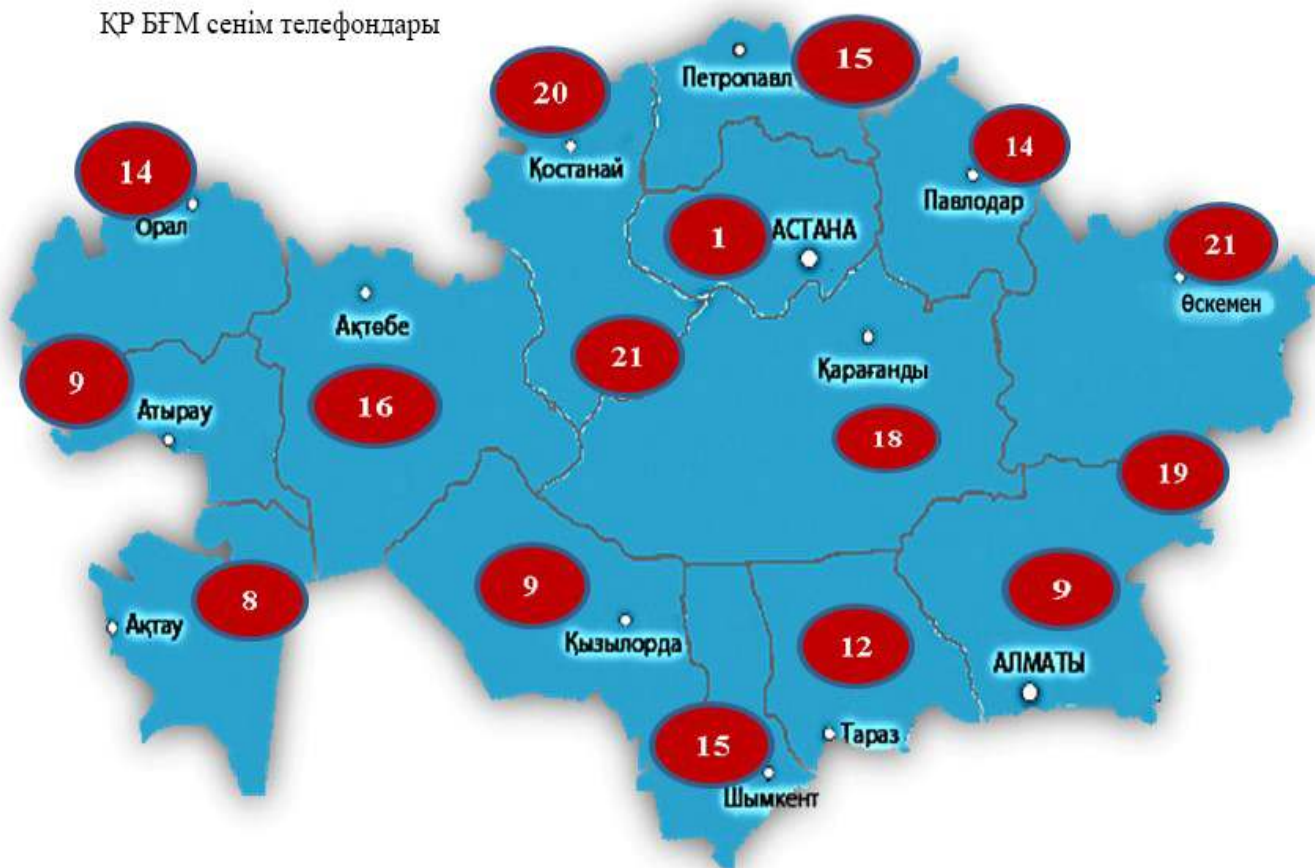 ҚР БҒМ сенім телефондары
15
Петропавл
20
Қостанай
14
Павлодар
14
Орал
1
АСТАНА
21
Өскемен
Ақтөбе
21
Қарағанды
9
Атырау
16
18
19
8
Ақтау
9
Қызылорда
12
9
АЛМАТЫ
15
Шымкент
Тараз